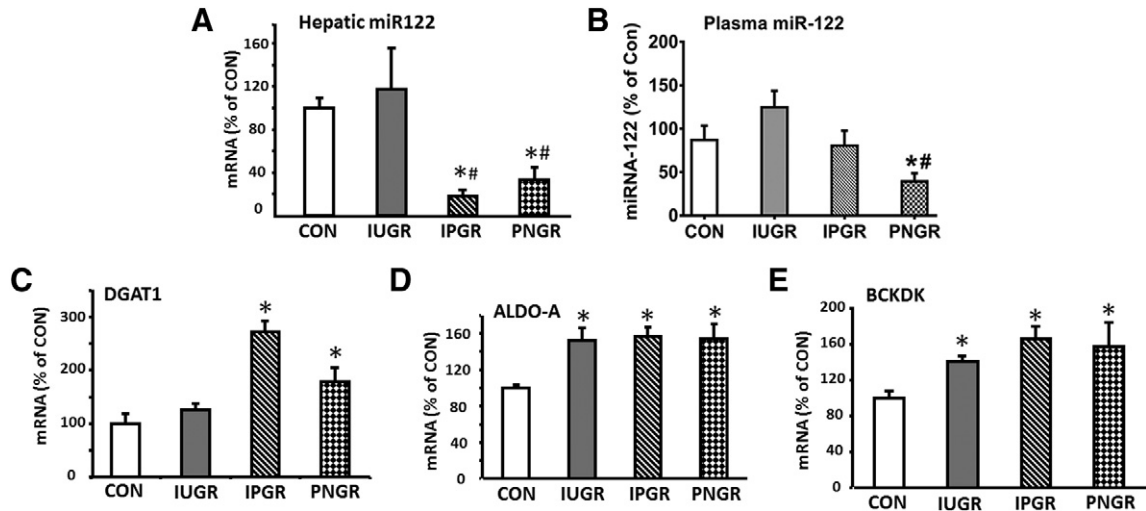 A
Hepatic miR122
mRNA (% of CON)
160
120
80
40
0
*#
*#
CON
IUGR
IPGR
PNGR
B
Plasma miR-122
miRNA-122 (% of Con)
200
150
100
50
0
*#
CON
IUGR
IPGR
PNGR
C
DGAT1
mRNA (% of CON)
300
200
100
0
*
*
CON
IUGR
IPGR
PNGR
D
ALDO-A
mRNA (% of CON)
160
120
80
40
0
*
*
*
CON
IUGR
IPGR
PNGR
E
BCKDK
mRNA (% of CON)
200
160
120
80
40
0
*
*
*
CON
IUGR
IPGR
PNGR